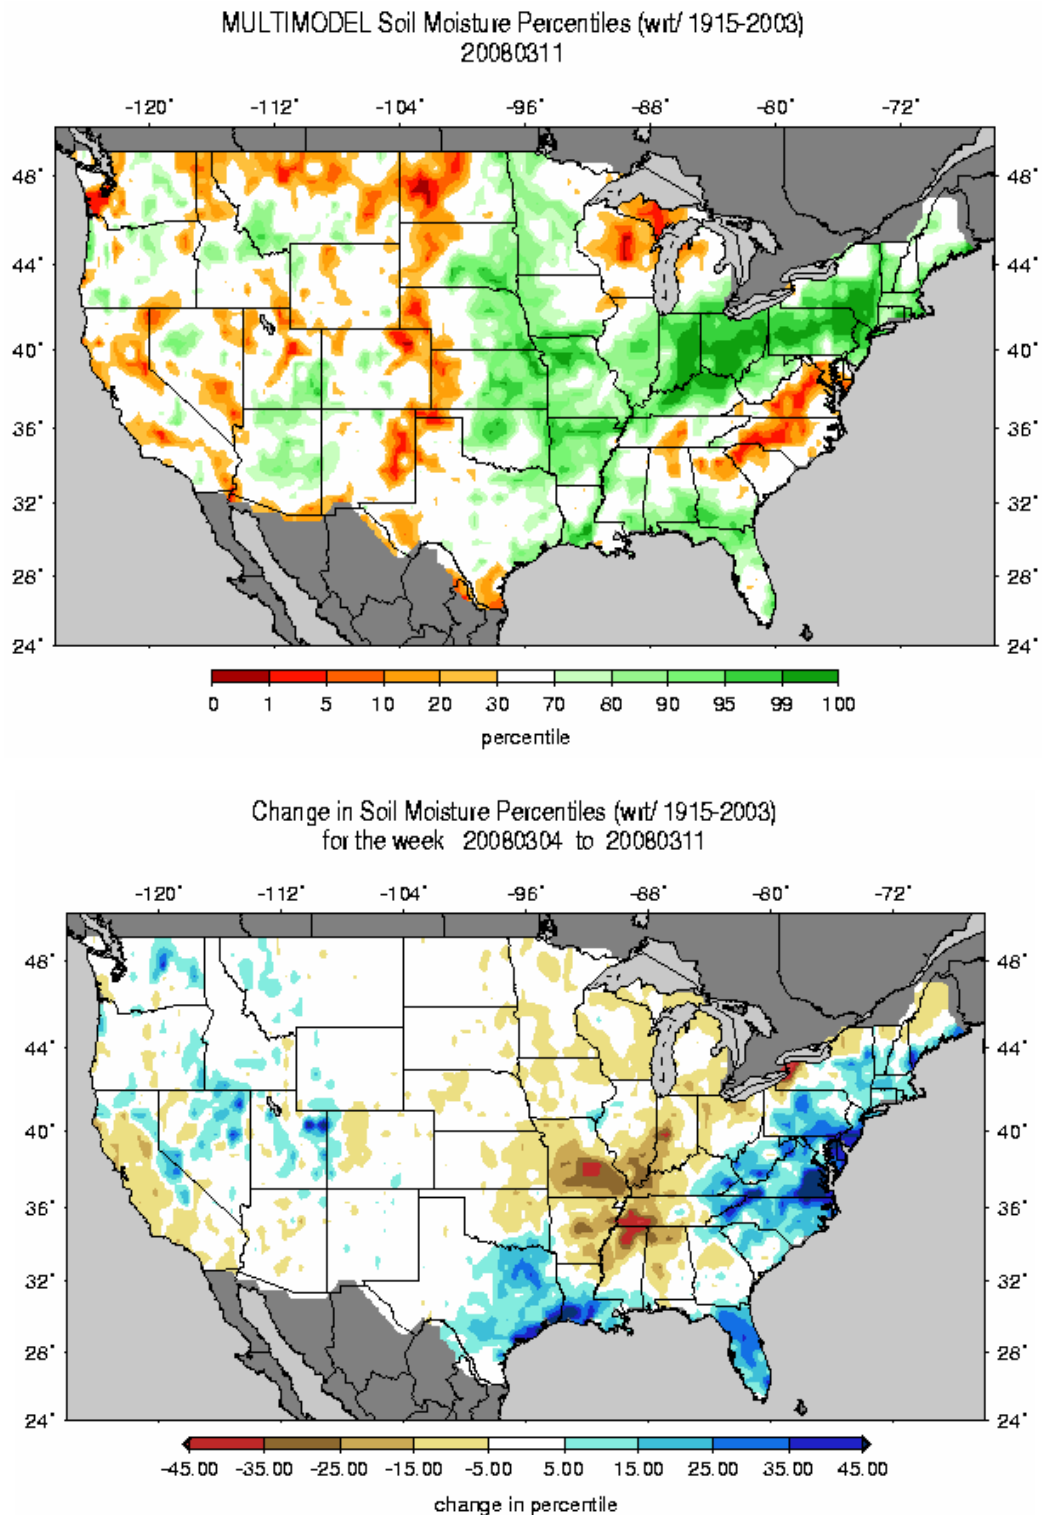 MULTIMODEL Soil Moisture Percentiles (wrt/ 1915-2003)
20080311
-120° -112° -104° -96° -88° -80° -72°
48° 48°
44° 44°
40° 40°
36° 36°
32° 32°
28° 28°
24° 24°
0 1 5 10 20 30 70 80 90 95 99 100
percentile
Change in Soil Moisture Percentiles (wrt/ 1915-2003)
for the week 20080304 to 20080311
-120° -112° -104° -96° -88° -80° -72°
48° 48°
44° 44°
40° 40°
36° 36°
32° 32°
28° 28°
24° 24°
-45.00 -35.00 -25.00 -15.00 -5.00 5.00 15.00 25.00 35.00 45.00
change in percentile